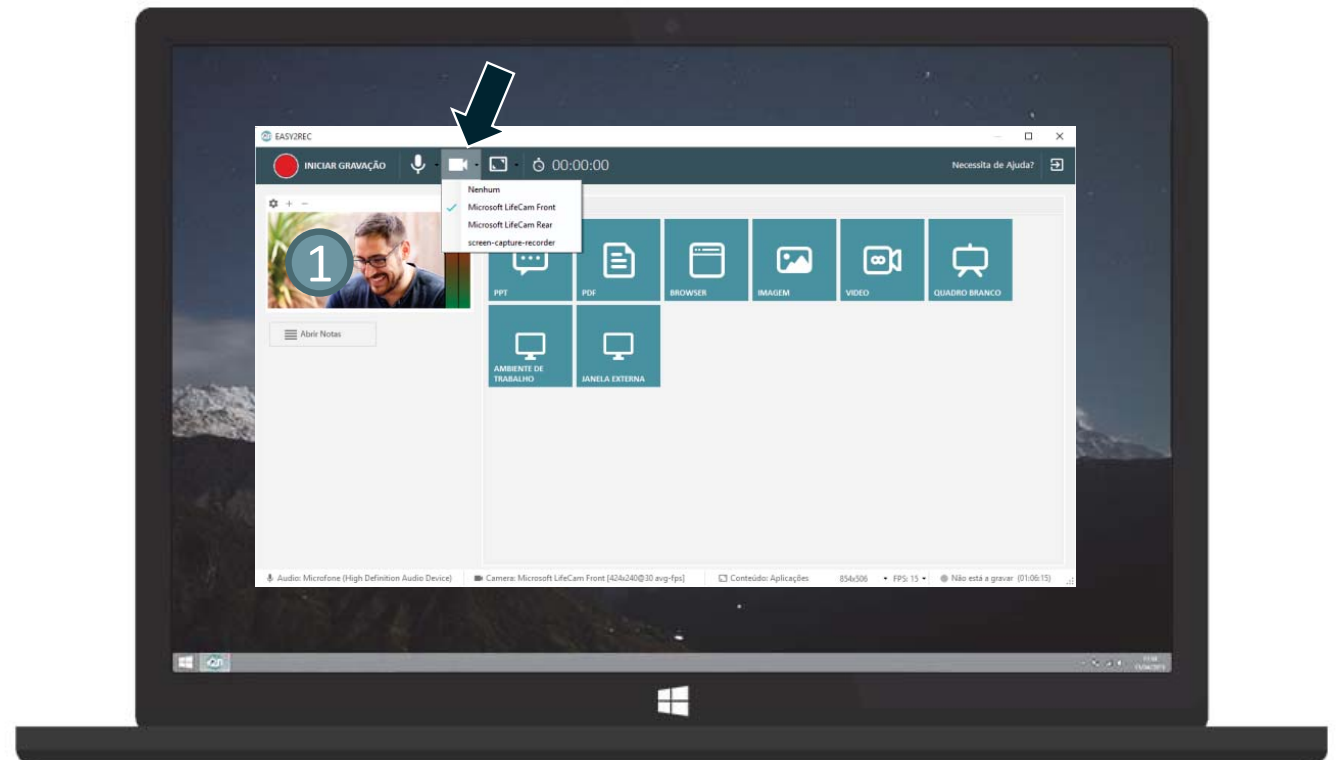 EASY2REC
INICIAR GRAVAÇÃO 00:00:00 Necessita de Ajuda?
Nenhum
Microsoft LifeCam Front
Microsoft LifeCam Rear
screen-capture-recorder
1
PPT PDF BROWSER IMAGEM VIDEO QUADRO BRANCO
Abrir Notas
AMBIENTE DE
TRABALHO JANELA EXTERNA
Audio: Microfone (High Definition Audio Device) Camera: Microsoft LifeCam Front [424x240@30 avg-fps] Conteúdo: Aplicações 854x506 FPS: 15 Não está a gravar (01:06:15)